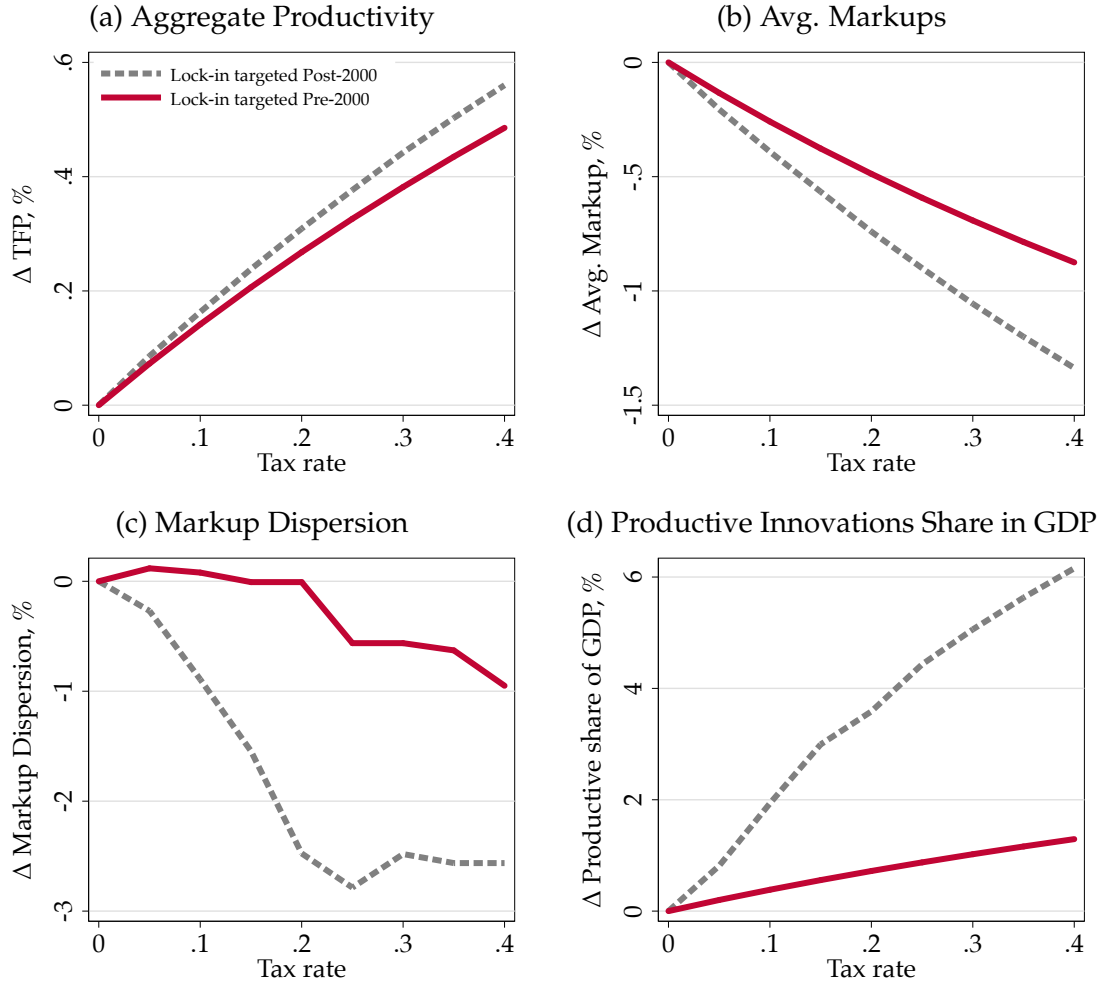 (a) Aggregate Productivity
Δ TFP, %
.6
.4
.2
0
Lock-in targeted Post-2000
Lock-in targeted Pre-2000
0 .1 .2 .3 .4
Tax rate
(b) Avg. Markups
Δ Avg. Markup, %
0
-.5
-1
-1.5
0 .1 .2 .3 .4
Tax rate
(c) Markup Dispersion
Δ Markup Dispersion, %
0
-1
-2
-3
0 .1 .2 .3 .4
Tax rate
(d) Productive Innovations Share in GDP
Δ Productive share of GDP, %
6
4
2
0
0 .1 .2 .3 .4
Tax rate